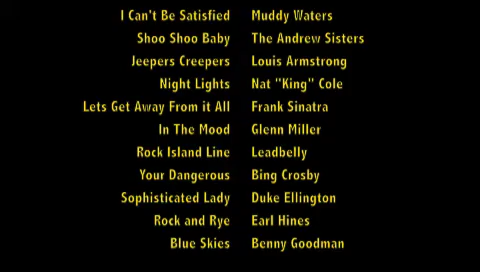 I Can't Be Satisfied Muddy Waters
Shoo Shoo Baby The Andrew Sisters
Jeepers Creepers Louis Armstrong
Night Lights Nat "King" Cole
Lets Get Away From it All Frank Sinatra
In The Mood Glenn Miller
Rock Island Line Leadbelly
Your Dangerous Bing Crosby
Sophisticated Lady Duke Ellington
Rock and Rye Earl Hines
Blue Skies Benny Goodman